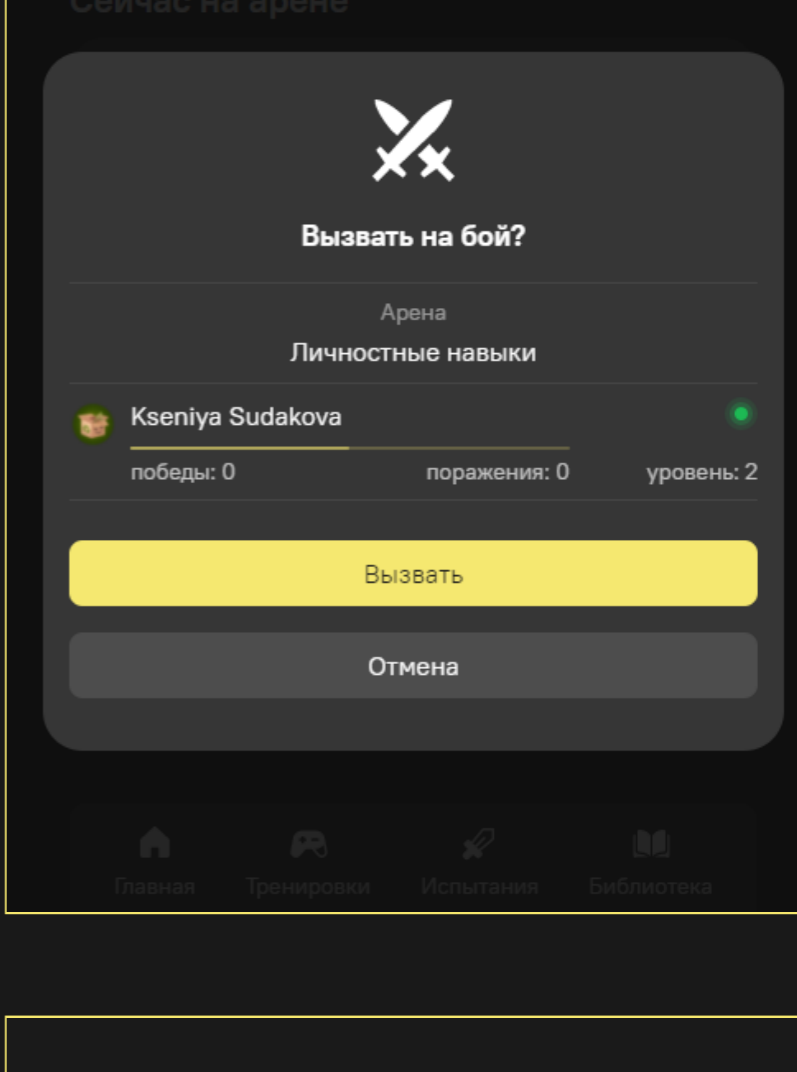 Сейчас на арене
Вызвать на бой?
Арена
Личностные навыки
Kseniya Sudakova
победы: 0 поражения: 0 уровень: 2
Вызвать
Отмена
Главная Тренировки Испытания Библиотека